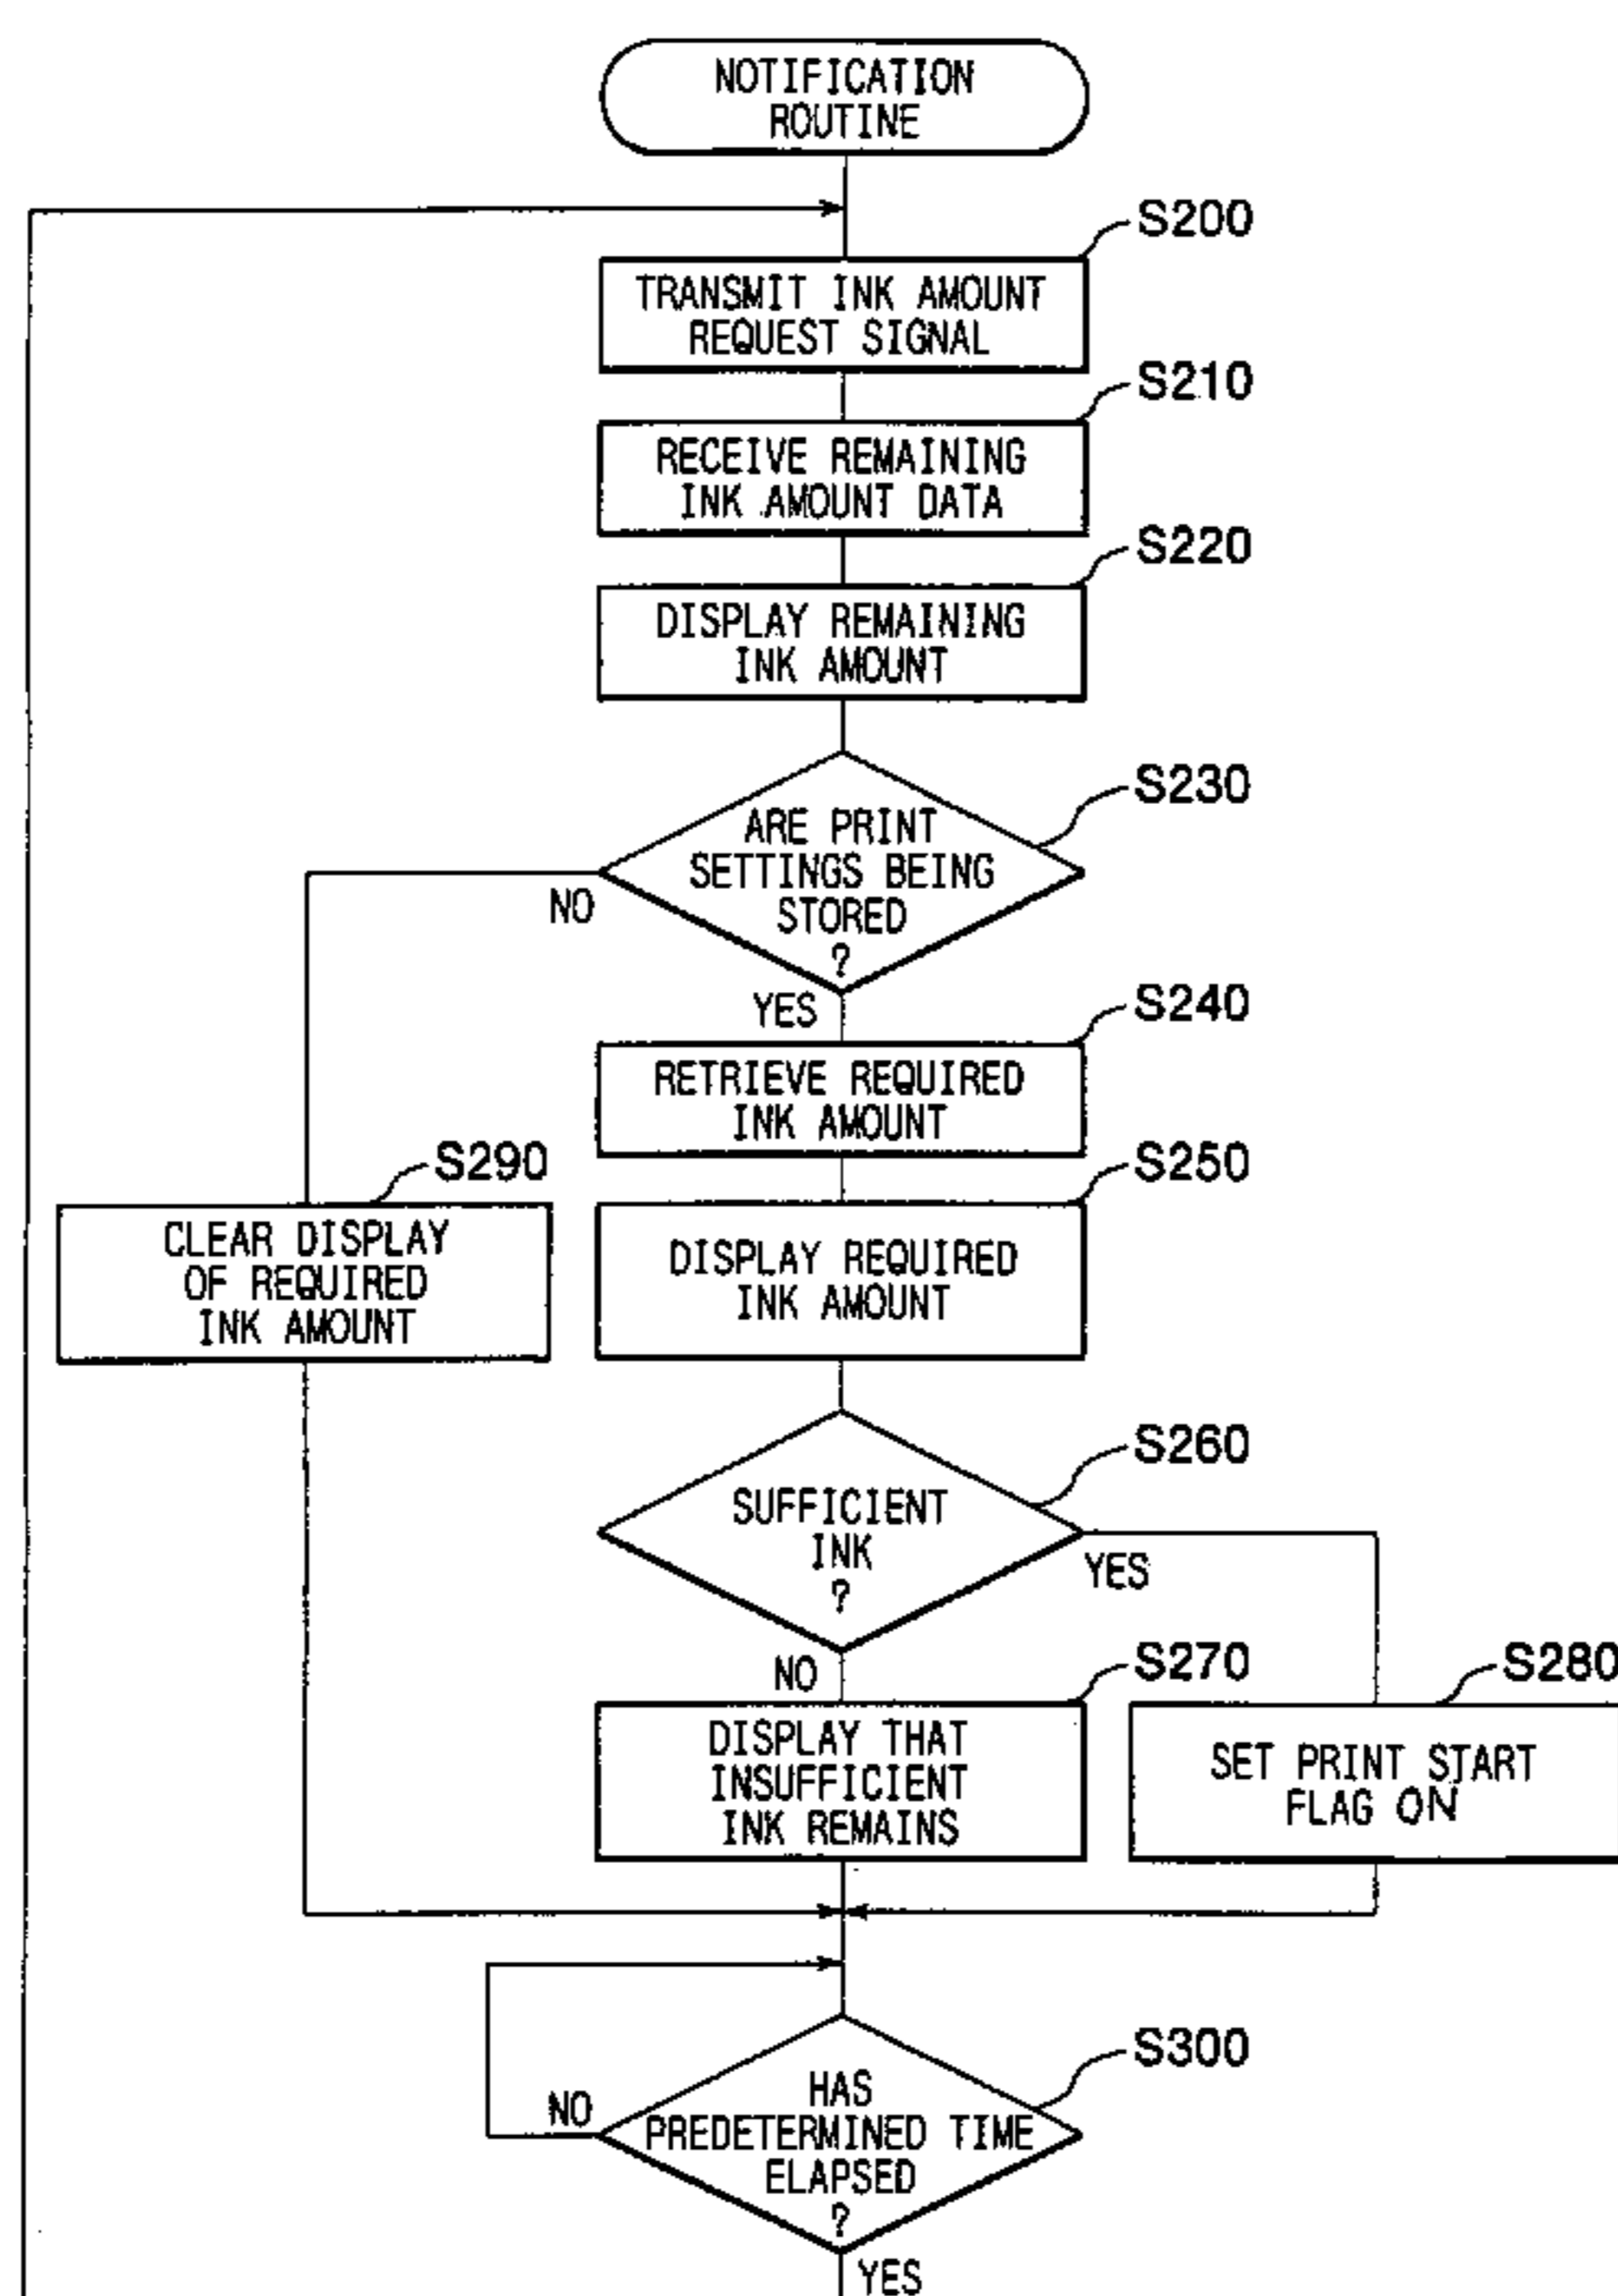 NOTIFICATION
ROUTINE
S200
TRANSMIT INK AMOUNT
REQUEST SIGNAL
S210
RECEIVE REMAINING
INK AMOUNT DATA
S220
DISPLAY REMAINING
INK AMOUNT
S230
ARE PRINT
SETTINGS BEING
STORED
?
NO
YES
S240
RETRIEVE REQUIRED
INK AMOUNT
S290
CLEAR DISPLAY
OF REQUIRED
INK AMOUNT
S250
DISPLAY REQUIRED
INK AMOUNT
S260
SUFFICIENT
INK
?
YES
NO
S270
DISPLAY THAT
INSUFFICIENT
INK REMAINS
S280
SET PRINT START
FLAG ON
S300
HAS
PREDETERMINED TIME
ELAPSED
?
NO
YES